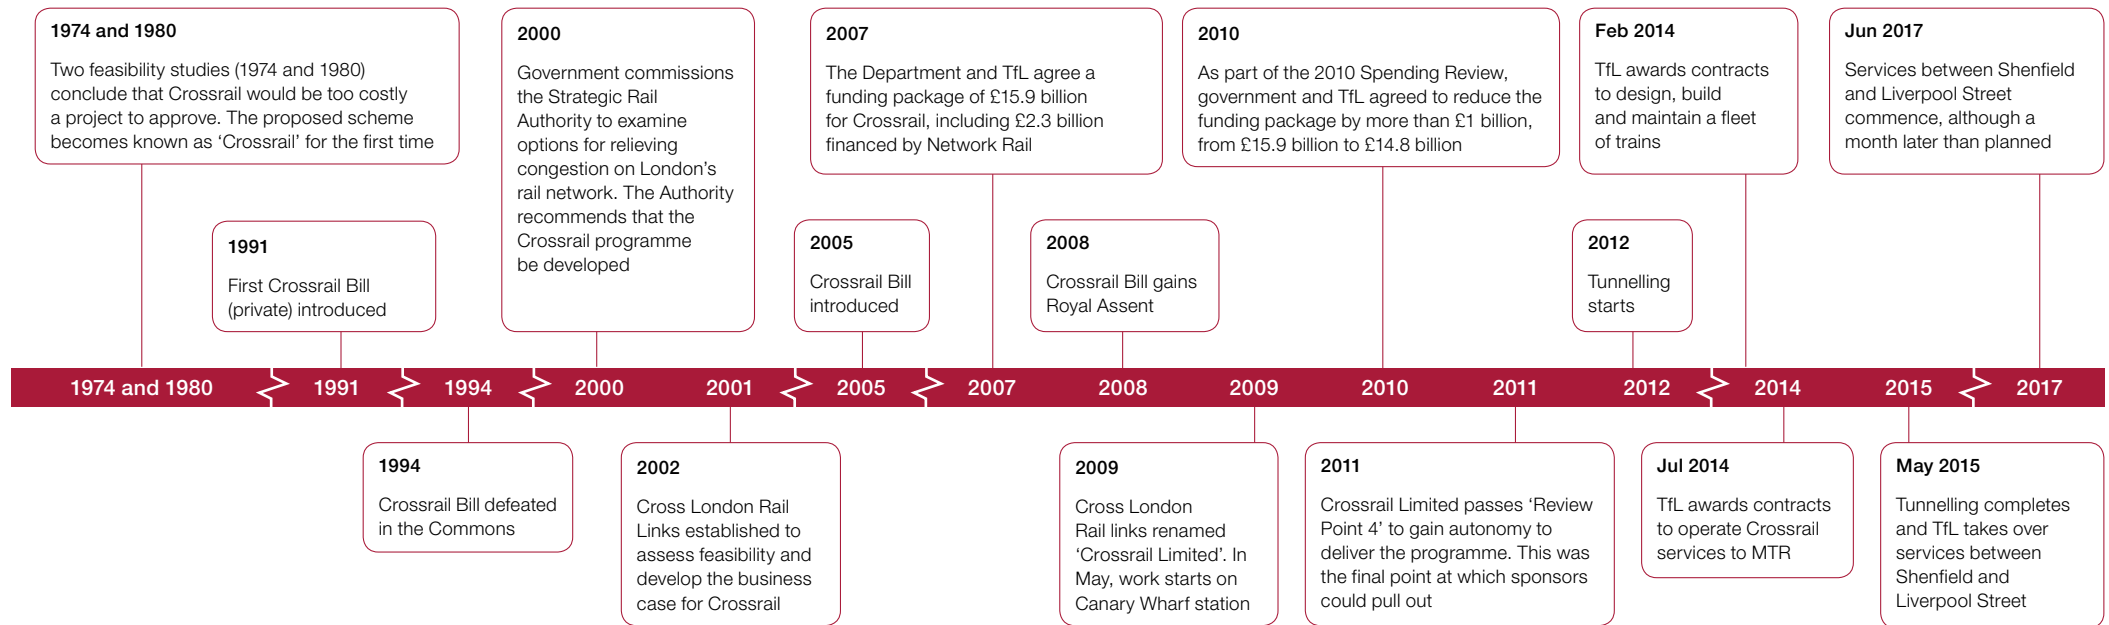 1974 and 1980
Two feasibility studies (1974 and 1980)
conclude that Crossrail would be too costly
a project to approve. The proposed scheme
becomes known as ‘Crossrail’ for the first time
1991
First Crossrail Bill
(private) introduced
2000
Government commissions
the Strategic Rail
Authority to examine
options for relieving
congestion on London’s
rail network. The Authority
recommends that the
Crossrail programme
be developed
2005
Crossrail Bill
introduced
2007
The Department and TfL agree a
funding package of £15.9 billion
for Crossrail, including £2.3 billion
financed by Network Rail
2008
Crossrail Bill gains
Royal Assent
2010
As part of the 2010 Spending Review,
government and TfL agreed to reduce the
funding package by more than £1 billion,
from £15.9 billion to £14.8 billion
2012
Tunnelling
starts
Feb 2014
TfL awards contracts
to design, build
and maintain a fleet
of trains
Jun 2017
Services between Shenfield
and Liverpool Street
commence, although a
month later than planned
1974 and 1980 1991 1994 2000 2001 2005 2007 2008 2009 2010 2011 2012 2014 2015 2017
1994
Crossrail Bill defeated
in the Commons
2002
Cross London Rail
Links established to
assess feasibility and
develop the business
case for Crossrail
2009
Cross London
Rail links renamed
‘Crossrail Limited’. In
May, work starts on
Canary Wharf station
2011
Crossrail Limited passes ‘Review
Point 4’ to gain autonomy to
deliver the programme. This was
the final point at which sponsors
could pull out
Jul 2014
TfL awards contracts
to operate Crossrail
services to MTR
May 2015
Tunnelling completes
and TfL takes over
services between
Shenfield and
Liverpool Street